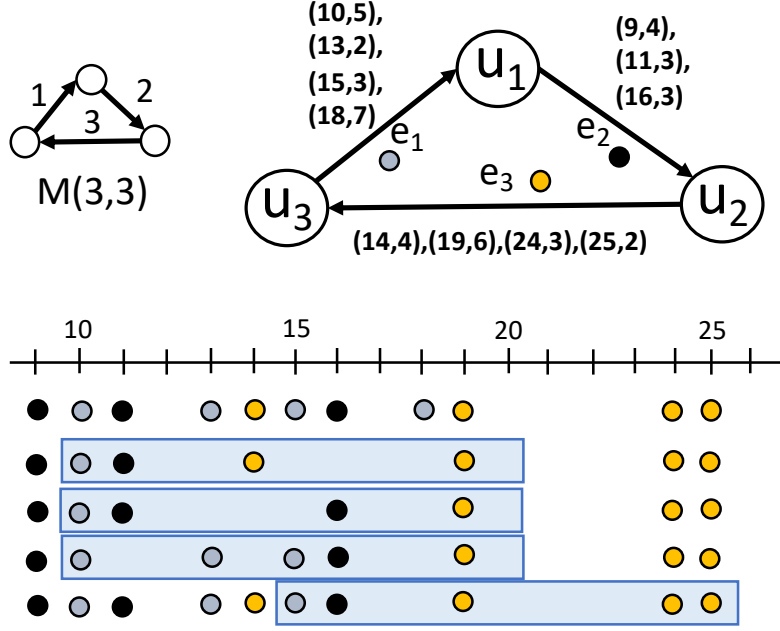 1
2
3
M(3,3)
(10,5),
(13,2),
(15,3),
(18,7)
u₁
(9,4),
(11,3),
(16,3)
e₁
e₂
e₃
u₃
u₂
(14,4),(19,6),(24,3),(25,2)
10 15 20 25